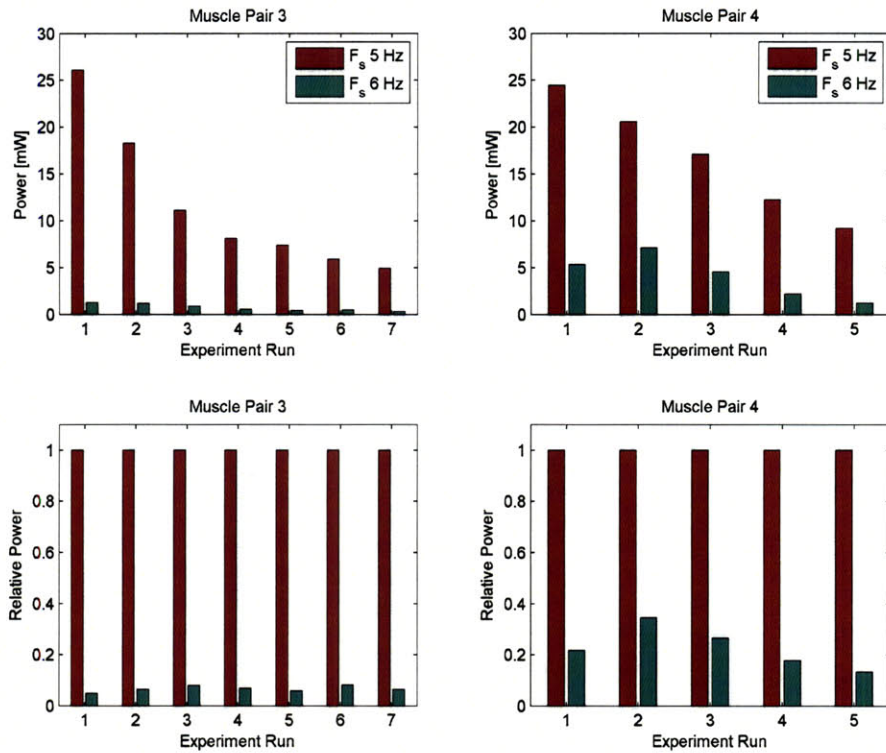 Muscle Pair 3
30
25
20
15
10
5
0
Power [mW]
F_s 5 Hz
F_s 6 Hz
1 2 3 4 5 6 7
Experiment Run
Muscle Pair 4
30
25
20
15
10
5
0
Power [mW]
F_s 5 Hz
F_s 6 Hz
1 2 3 4 5
Experiment Run
Muscle Pair 3
1
0.8
0.6
0.4
0.2
0
Relative Power
1 2 3 4 5 6 7
Experiment Run
Muscle Pair 4
1
0.8
0.6
0.4
0.2
0
Relative Power
1 2 3 4 5
Experiment Run